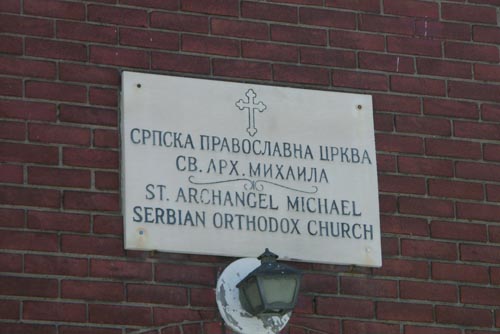 СРПСКА ПРАВОСЛАВНА ЦРКВА
СВ. АРХ. МИХАИЛА
ST. ARCHANGEL MICHAEL
SERBIAN ORTHODOX CHURCH